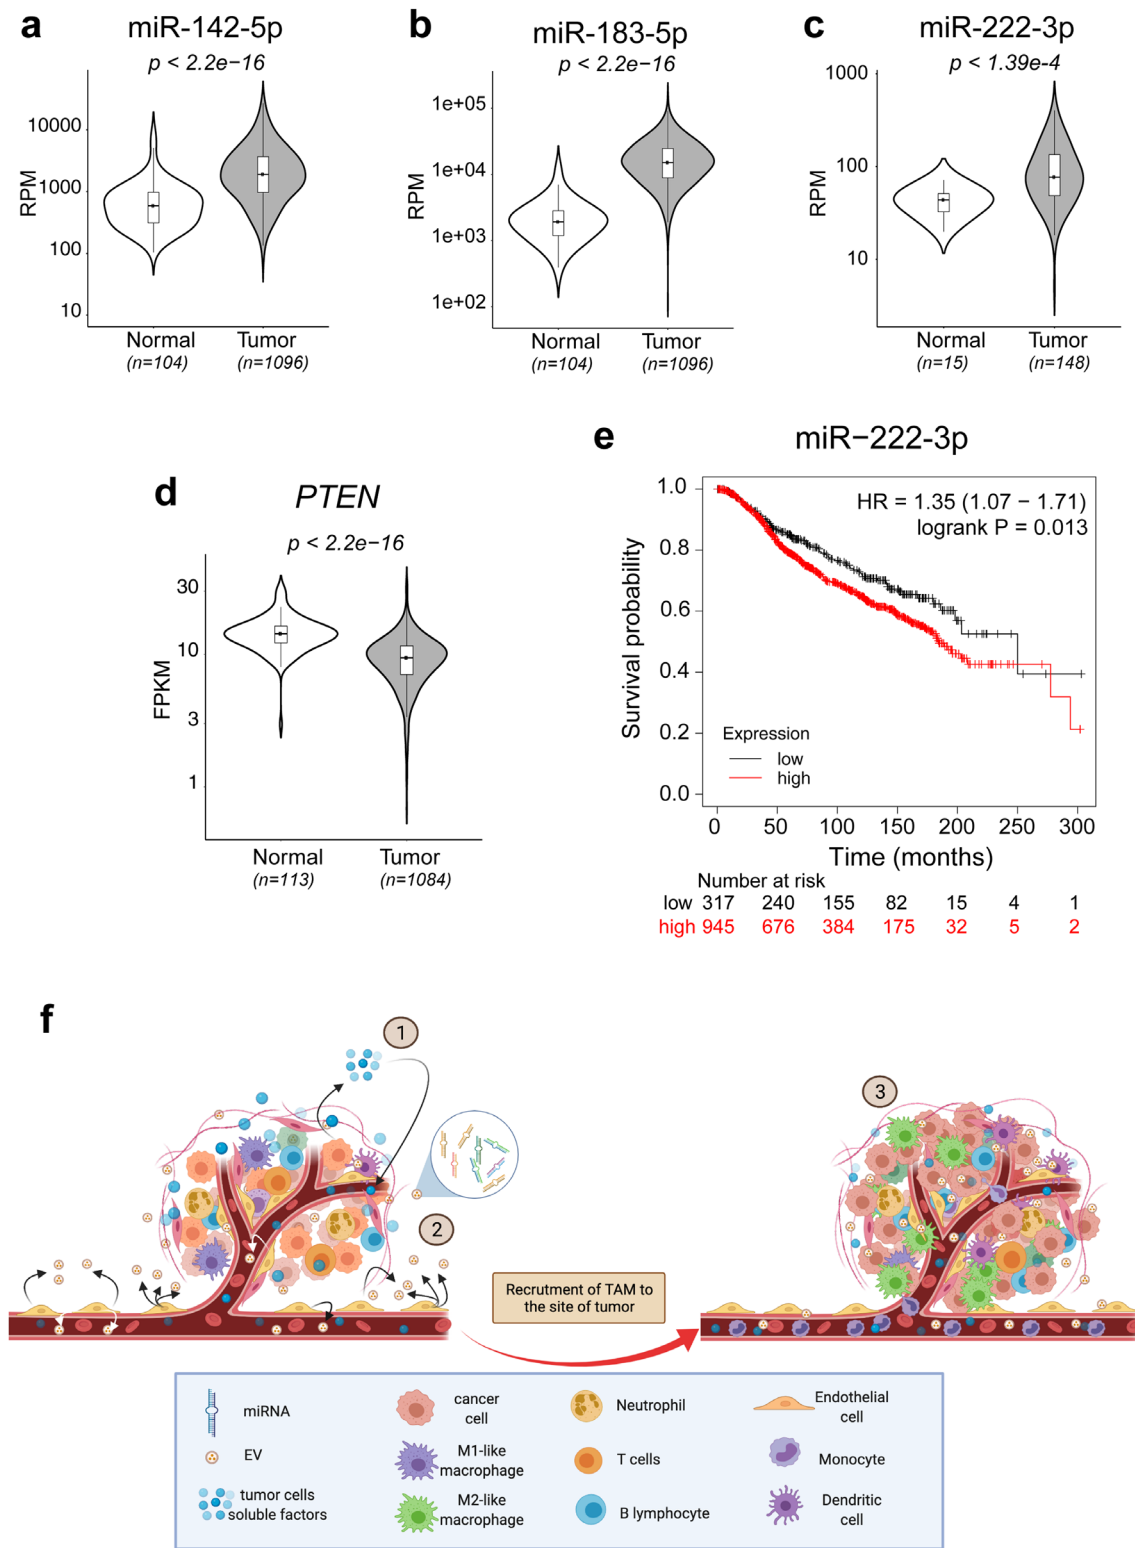 a
miR-142-5p
p < 2.2e−16
RPM
10000
1000
100
10
Normal
(n=104)
Tumor
(n=1096)
b
miR-183-5p
p < 2.2e−16
RPM
1e+05
1e+04
1e+03
1e+02
Normal
(n=104)
Tumor
(n=1096)
c
miR-222-3p
p < 1.39e-4
RPM
1000
100
10
Normal
(n=15)
Tumor
(n=148)
d
PTEN
p < 2.2e−16
FPKM
30
10
3
1
Normal
(n=113)
Tumor
(n=1084)
e
miR−222-3p
HR = 1.35 (1.07 − 1.71)
logrank P = 0.013
Survival probability
1.0
0.8
0.6
0.4
0.2
0.0
Expression
low
high
0 50 100 150 200 250 300
Time (months)
Number at risk
low 317 240 155 82 15 4 1
high 945 676 384 175 32 5 2
f
1
2
3
Recrutment of TAM to
the site of tumor
miRNA
EV
tumor cells
soluble factors
cancer
cell
M1-like
macrophage
M2-like
macrophage
Neutrophil
T cells
B lymphocyte
Endothelial
cell
Monocyte
Dendritic
cell